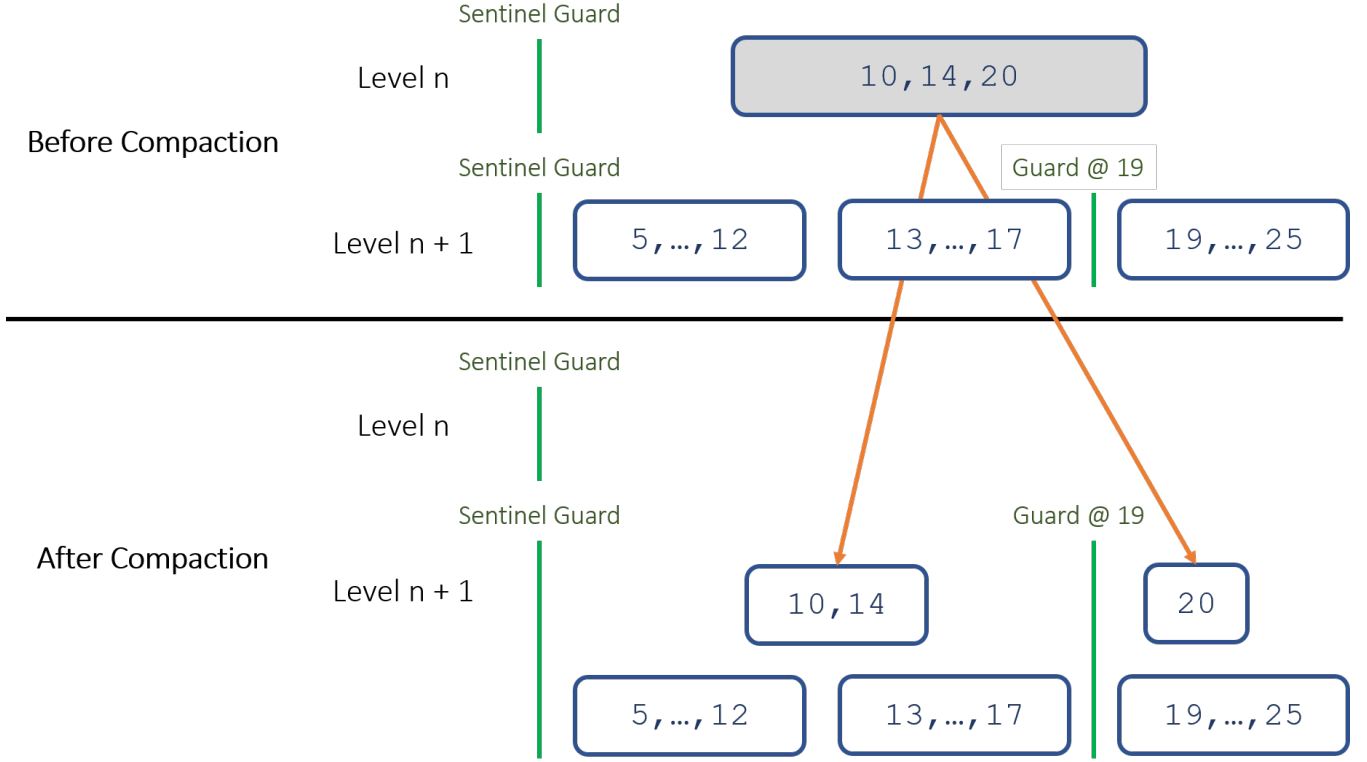 Sentinel Guard
Level n
10,14,20
Before Compaction
Sentinel Guard
Guard @ 19
Level n + 1
5,…,12
13,…,17
19,…,25
Sentinel Guard
Level n
Sentinel Guard
Guard @ 19
After Compaction
Level n + 1
10,14
20
5,…,12
13,…,17
19,…,25